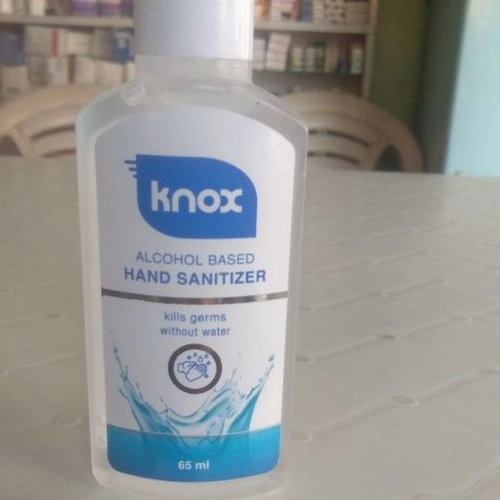 knox
ALCOHOL BASED
HAND SANITIZER
kills germs
without water
65 ml